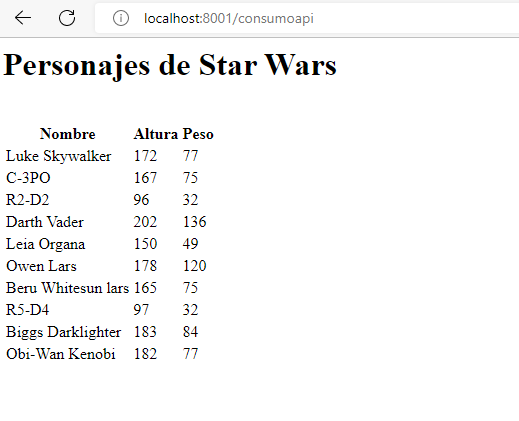 localhost:8001/consumoapi
Personajes de Star Wars
Nombre Altura Peso
Luke Skywalker 172 77
C-3PO 167 75
R2-D2 96 32
Darth Vader 202 136
Leia Organa 150 49
Owen Lars 178 120
Beru Whitesun lars 165 75
R5-D4 97 32
Biggs Darklighter 183 84
Obi-Wan Kenobi 182 77